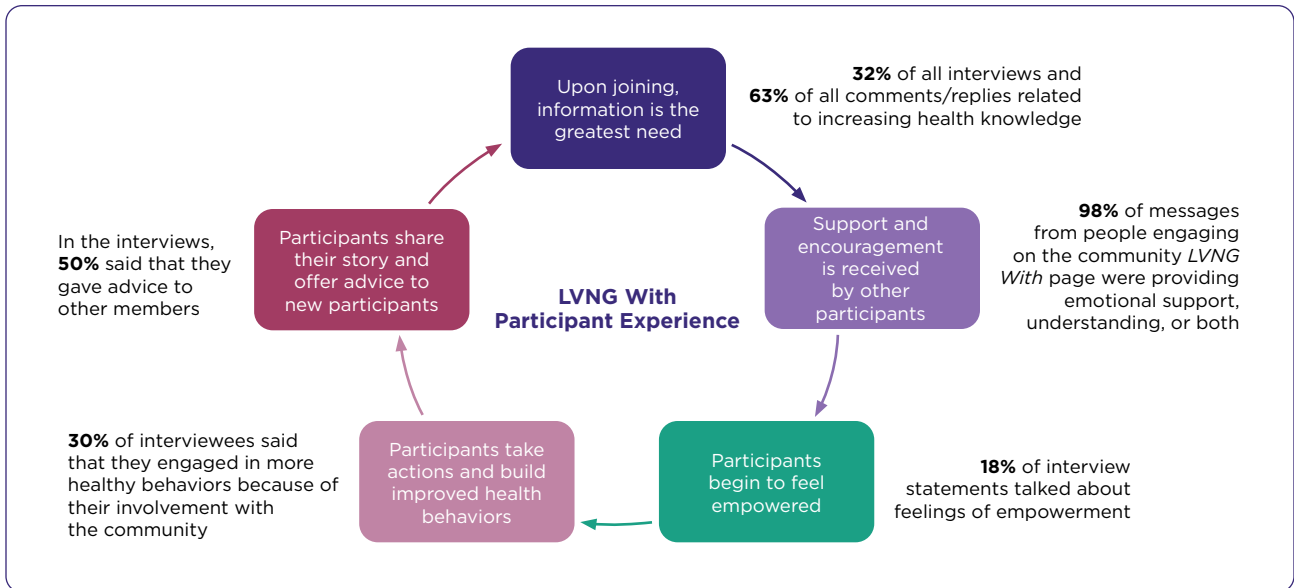 Upon joining,
information is the
greatest need
32% of all interviews and
63% of all comments/replies related
to increasing health knowledge
Support and
encouragement
is received
by other
participants
98% of messages
from people engaging
on the community LVNG
With page were providing
emotional support,
understanding, or both
Participants
begin to feel
empowered
18% of interview
statements talked about
feelings of empowerment
Participants take
actions and build
improved health
behaviors
30% of interviewees said
that they engaged in more
healthy behaviors because of
their involvement with
the community
Participants share
their story and
offer advice to
new participants
In the interviews,
50% said that they
gave advice to
other members
LVNG With
Participant Experience